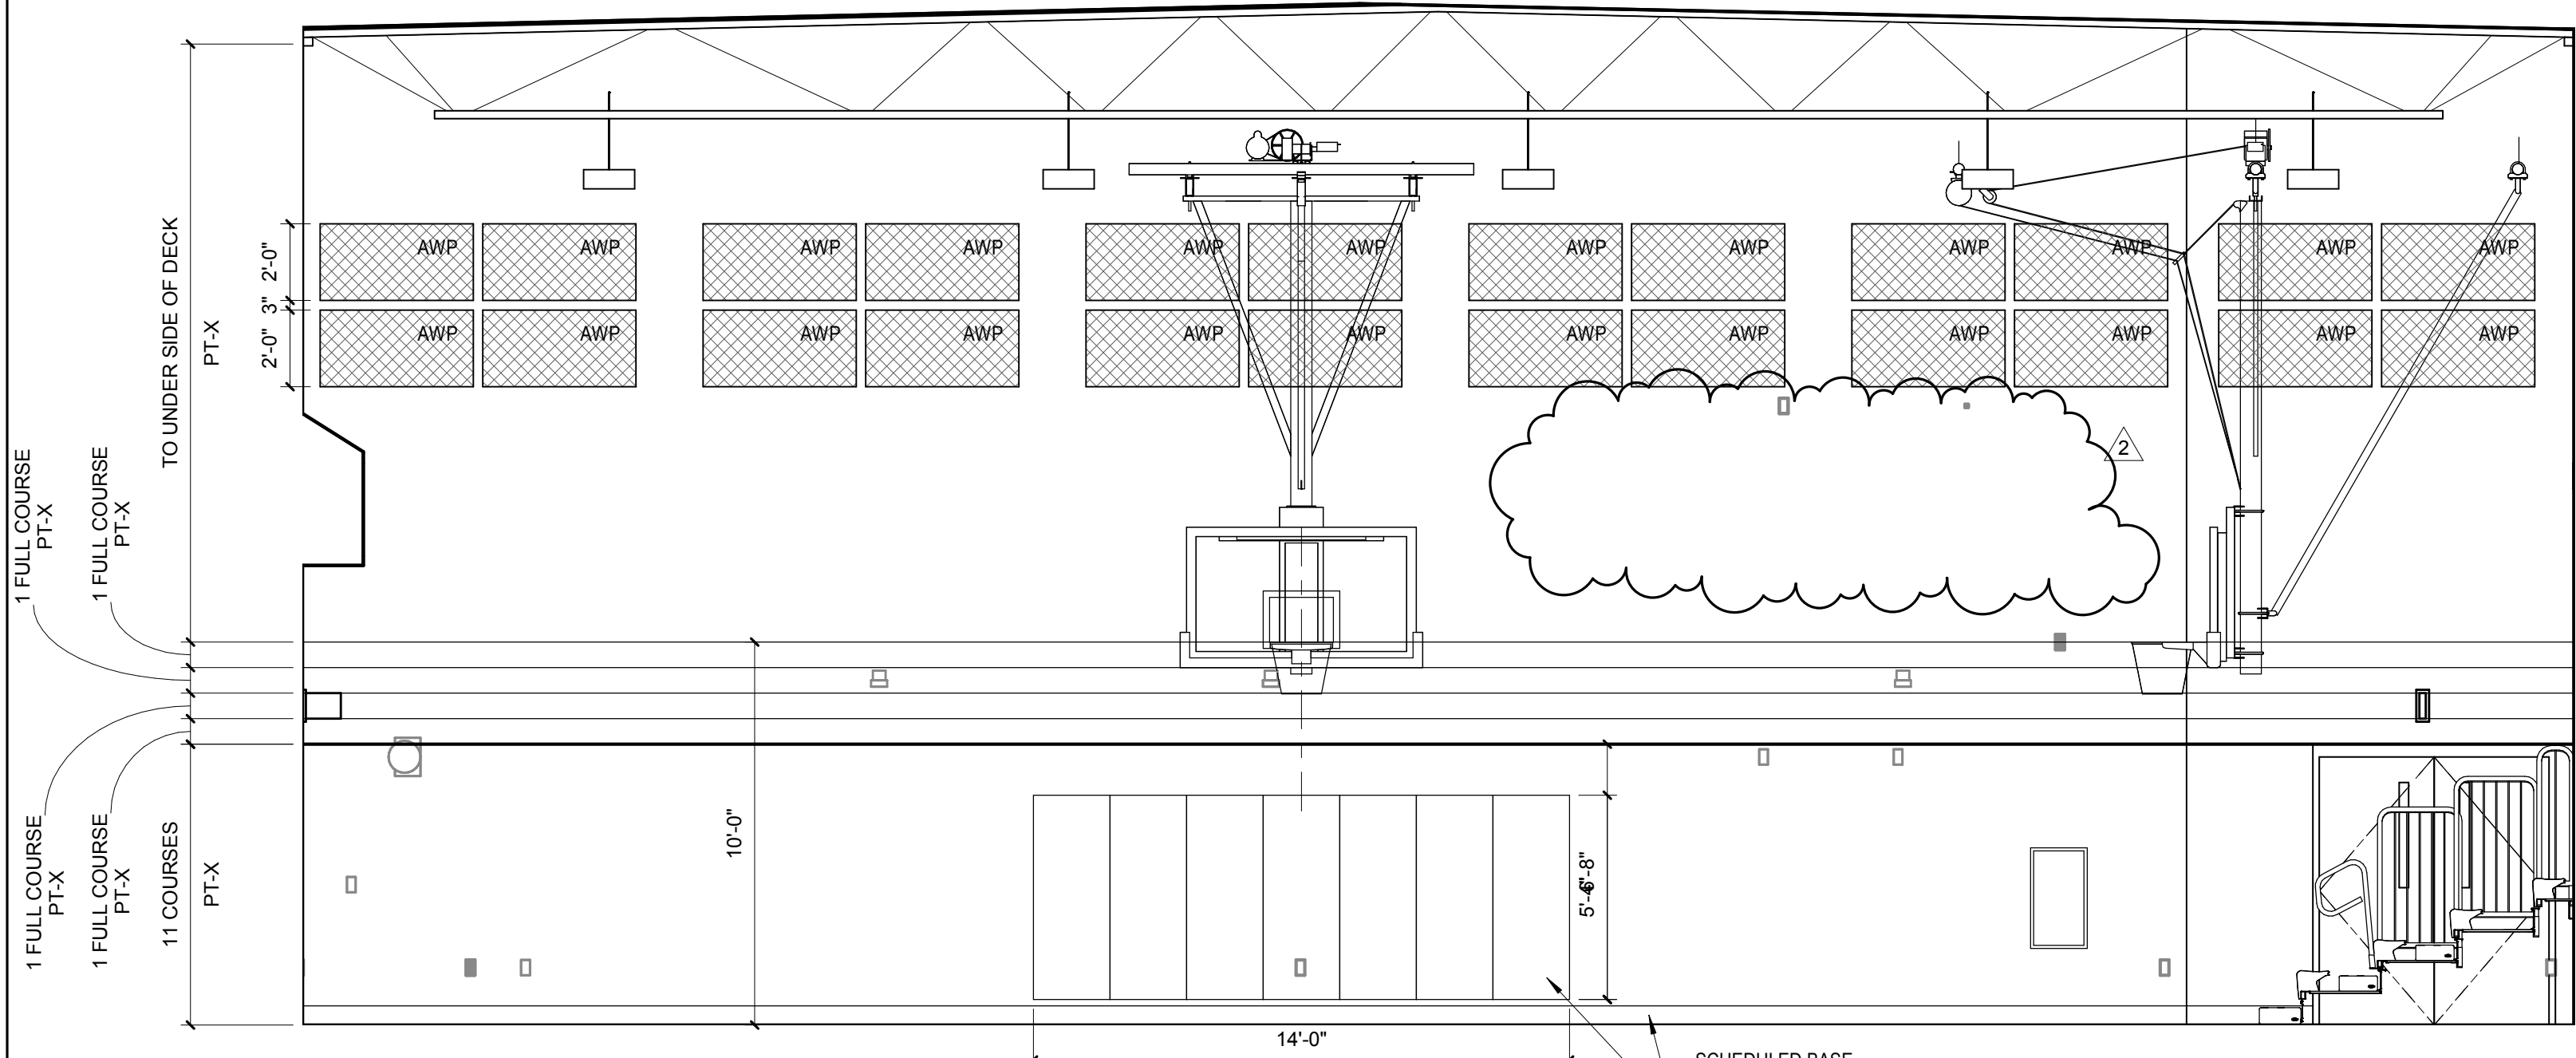 TO UNDER SIDE OF DECK
PT-X
2'-0"
3"
2'-0"
AWP AWP AWP AWP AWP AWP AWP AWP AWP AWP AWP AWP
AWP AWP AWP AWP AWP AWP AWP AWP AWP AWP AWP AWP
2
1 FULL COURSE
PT-X
1 FULL COURSE
PT-X
1 FULL COURSE
PT-X
1 FULL COURSE
PT-X
11 COURSES
PT-X
10'-0"
14'-0"
SCHEDULED BASE